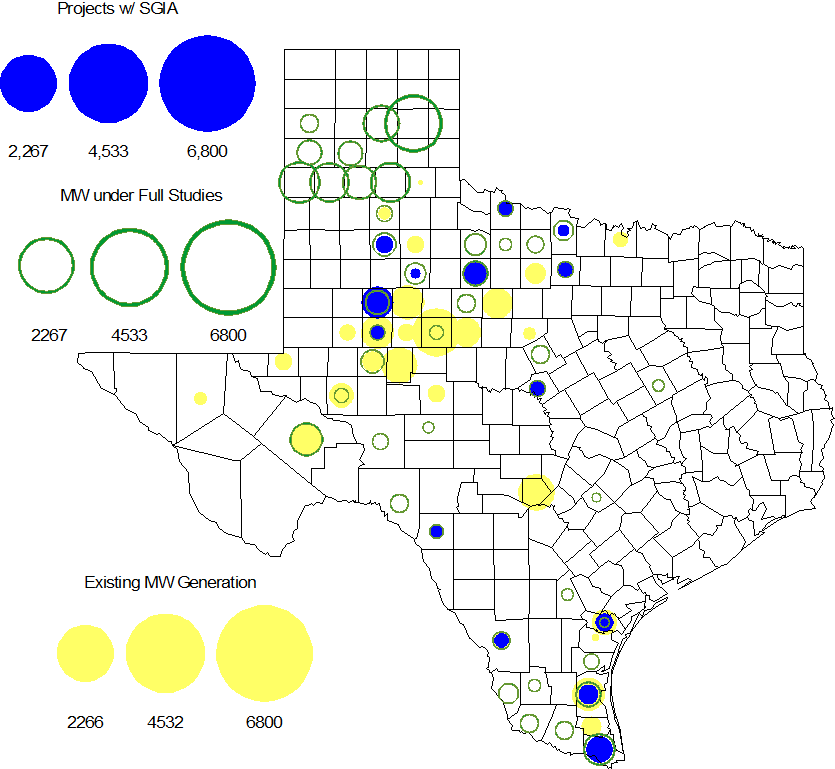 Projects w/ SGIA
2,267 4,533 6,800
MW under Full Studies
2267 4533 6800
Existing MW Generation
2266 4532 6800